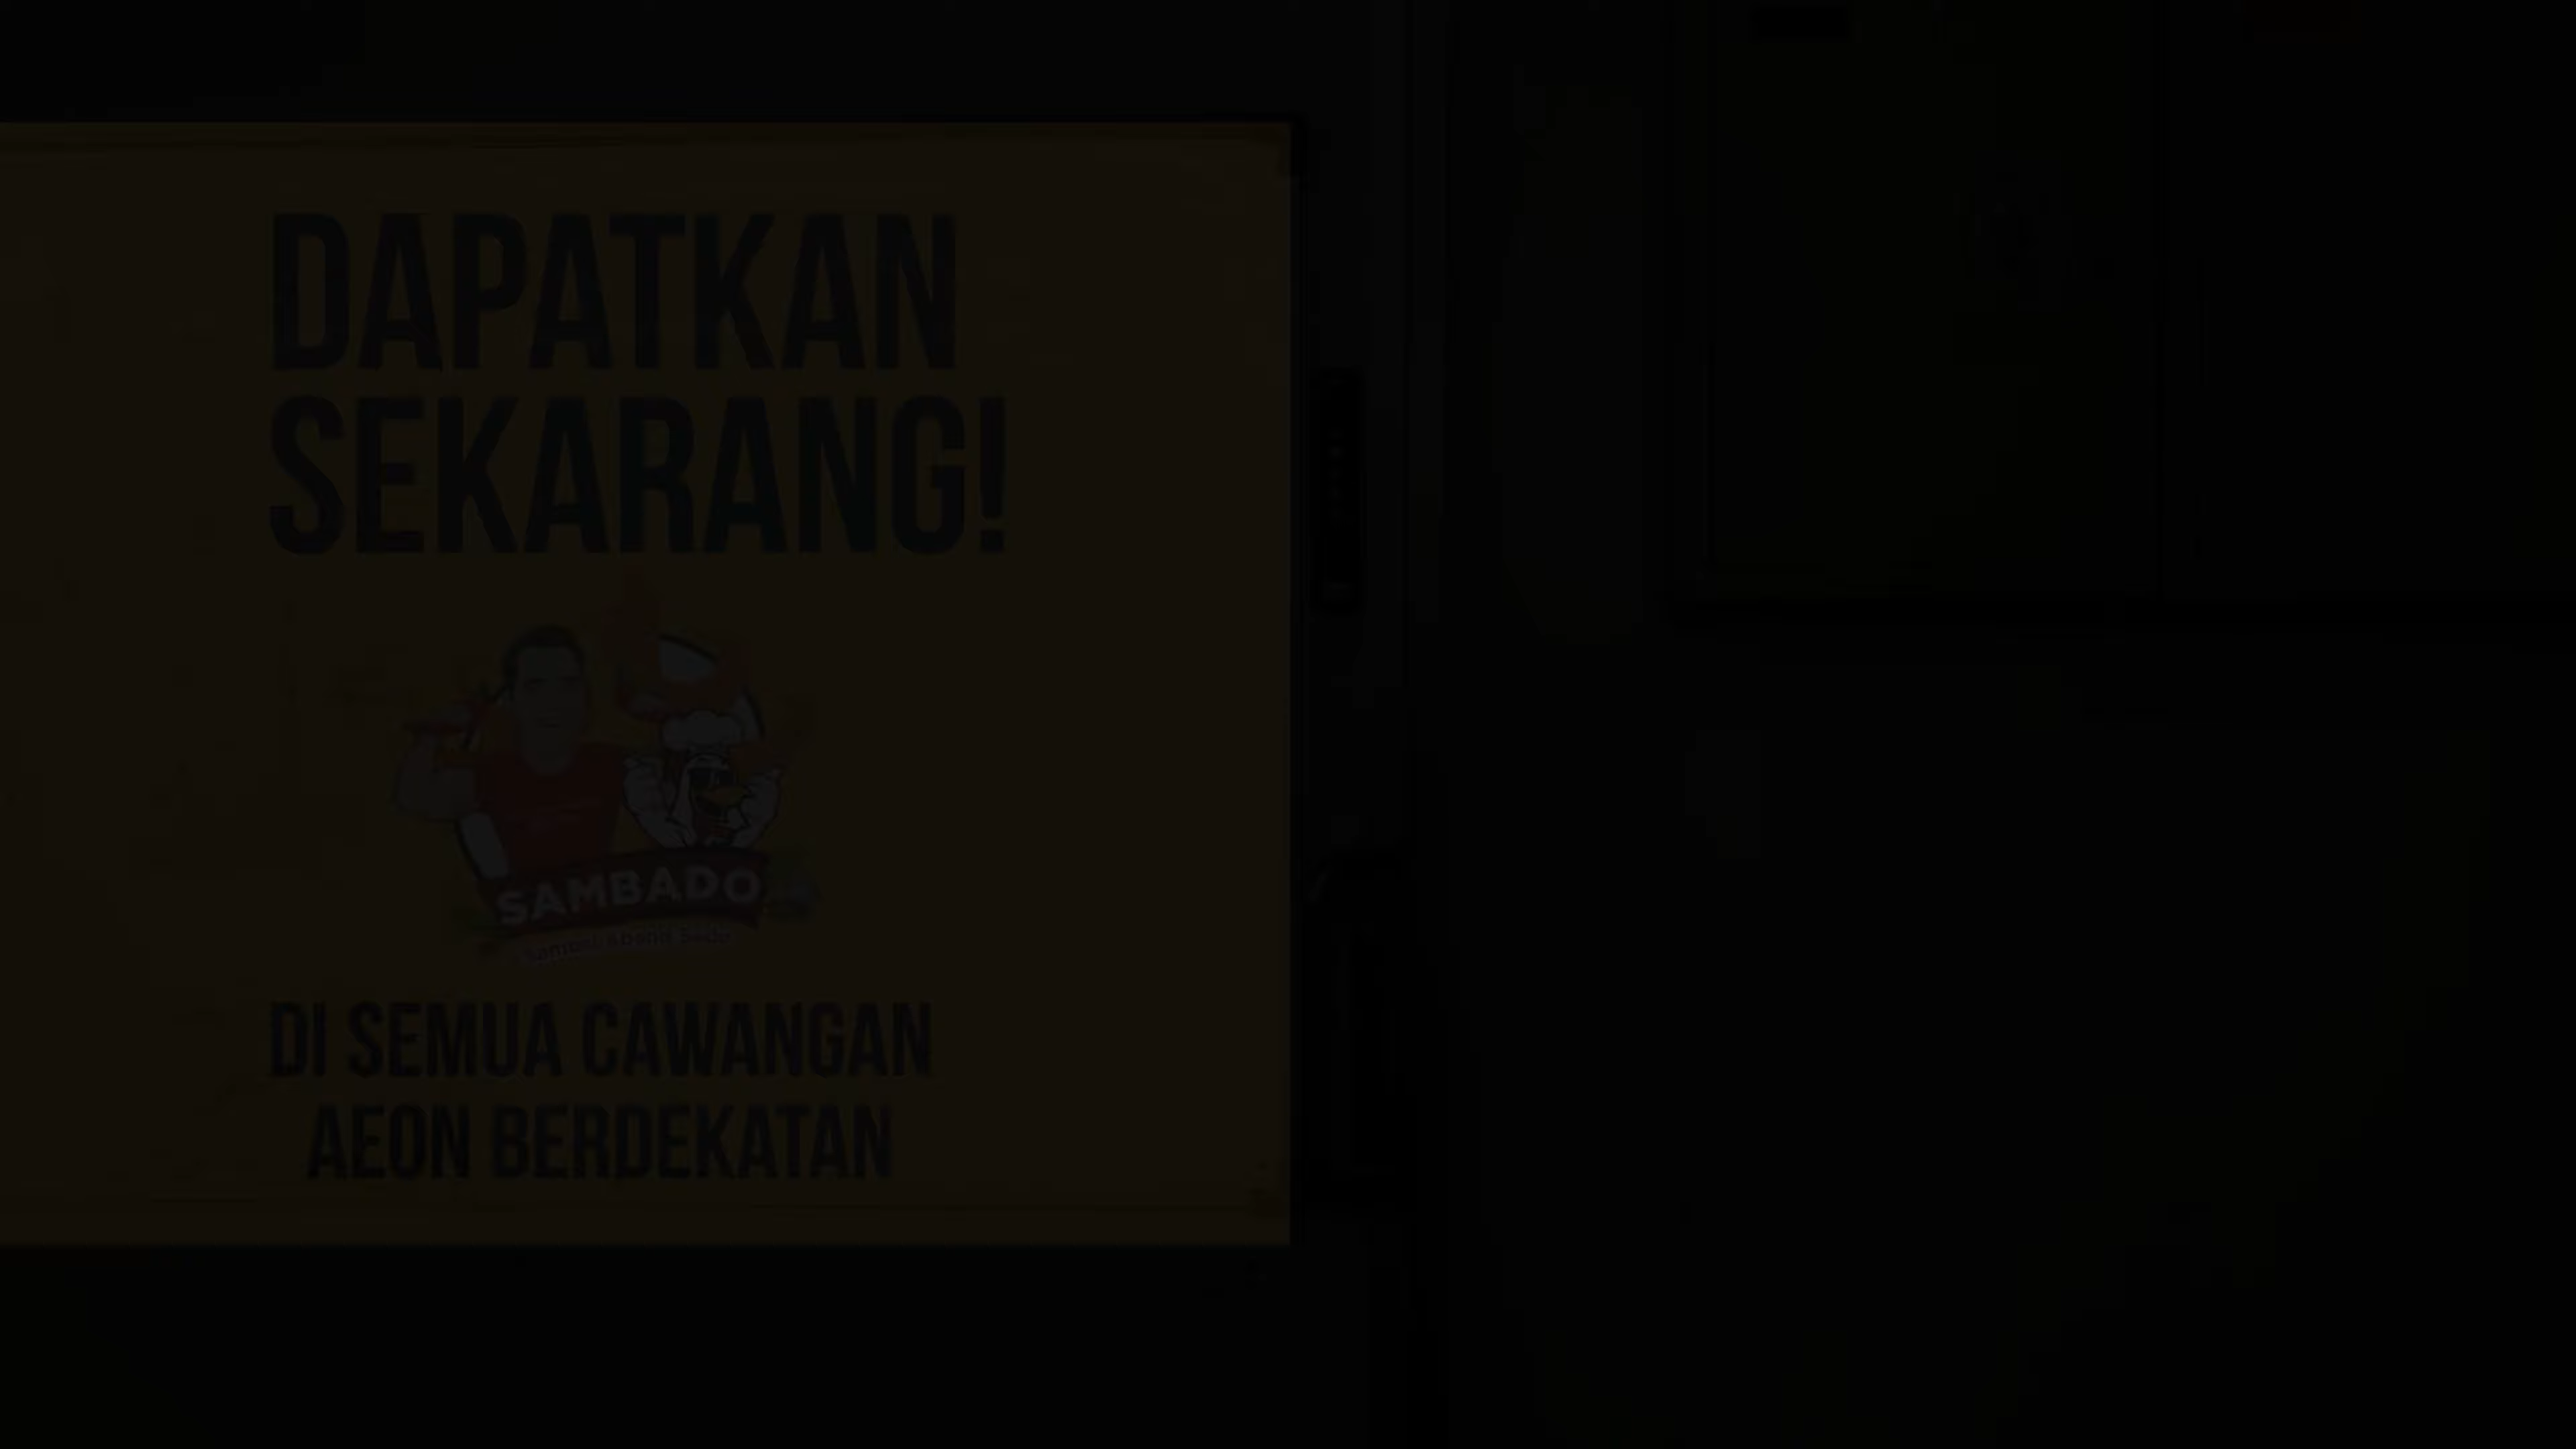 DAPATKAN
SEKARANG!
SAMBADO
DI SEMUA CAWANGAN
AEON BERDEKATAN